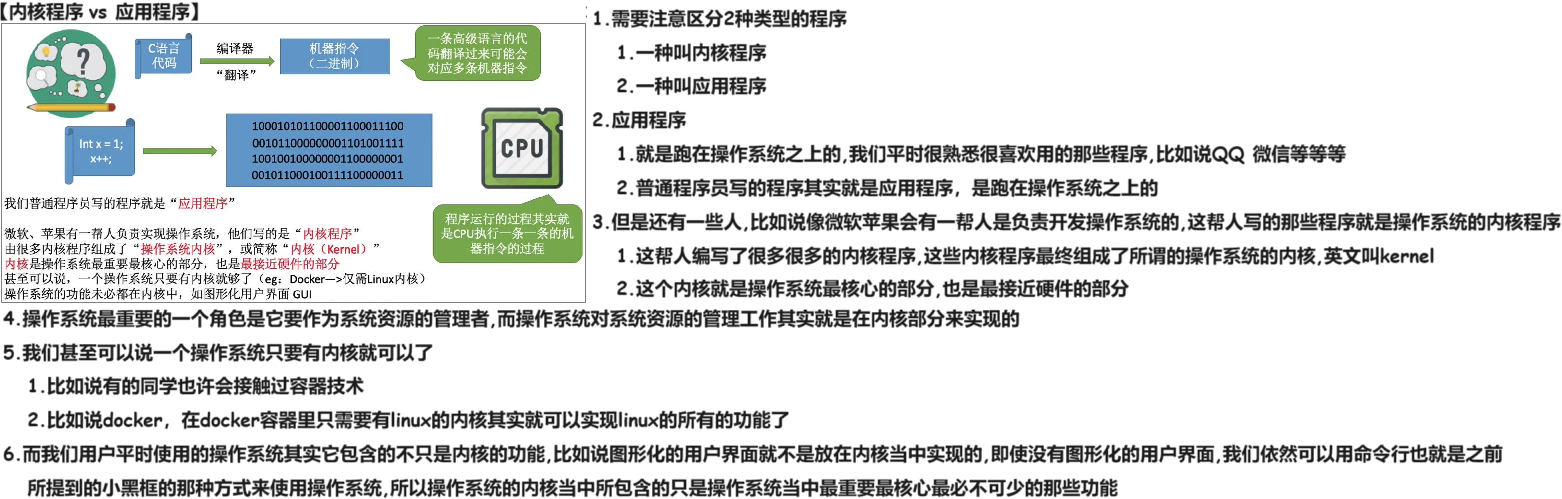 【内核程序 vs 应用程序】
C语言
代码
编译器
“翻译”
机器指令
（二进制）
一条高级语言的代
码翻译过来可能会
对应多条机器指令
?
Int x = 1;
x++;
100010101100001100011100
001011000000001101001111
100100100000001100000001
001011000100111100000011
CPU
程序运行的过程其实就
是CPU执行一条一条的机
器指令的过程
我们普通程序员写的程序就是“应用程序”
微软、苹果有一帮人负责实现操作系统，他们写的是“内核程序”
由很多内核程序组成了“操作系统内核”，或简称“内核（Kernel）”
内核是操作系统最重要最核心的部分，也是最接近硬件的部分
甚至可以说，一个操作系统只要有内核就够了（eg：Docker—>仅需Linux内核）
操作系统的功能未必都在内核中，如图形化用户界面 GUI
1.需要注意区分2种类型的程序
1.一种叫内核程序
2.一种叫应用程序
2.应用程序
1.就是跑在操作系统之上的,我们平时很熟悉很喜欢用的那些程序,比如说QQ 微信等等等
2.普通程序员写的程序其实就是应用程序，是跑在操作系统之上的
3.但是还有一些人,比如说像微软苹果会有一帮人是负责开发操作系统的,这帮人写的那些程序就是操作系统的内核程序
1.这帮人编写了很多很多的内核程序,这些内核程序最终组成了所谓的操作系统的内核,英文叫kernel
2.这个内核就是操作系统最核心的部分,也是最接近硬件的部分
4.操作系统最重要的一个角色是它要作为系统资源的管理者,而操作系统对系统资源的管理工作其实就是在内核部分来实现的
5.我们甚至可以说一个操作系统只要有内核就可以了
1.比如说有的同学也许会接触过容器技术
2.比如说docker，在docker容器里只需要有linux的内核其实就可以实现linux的所有的功能了
6.而我们用户平时使用的操作系统其实它包含的不只是内核的功能,比如说图形化的用户界面就不是放在内核当中实现的,即使没有图形化的用户界面,我们依然可以用命令行也就是之前
所提到的小黑框的那种方式来使用操作系统,所以操作系统的内核当中所包含的只是操作系统当中最重要最核心最必不可少的那些功能